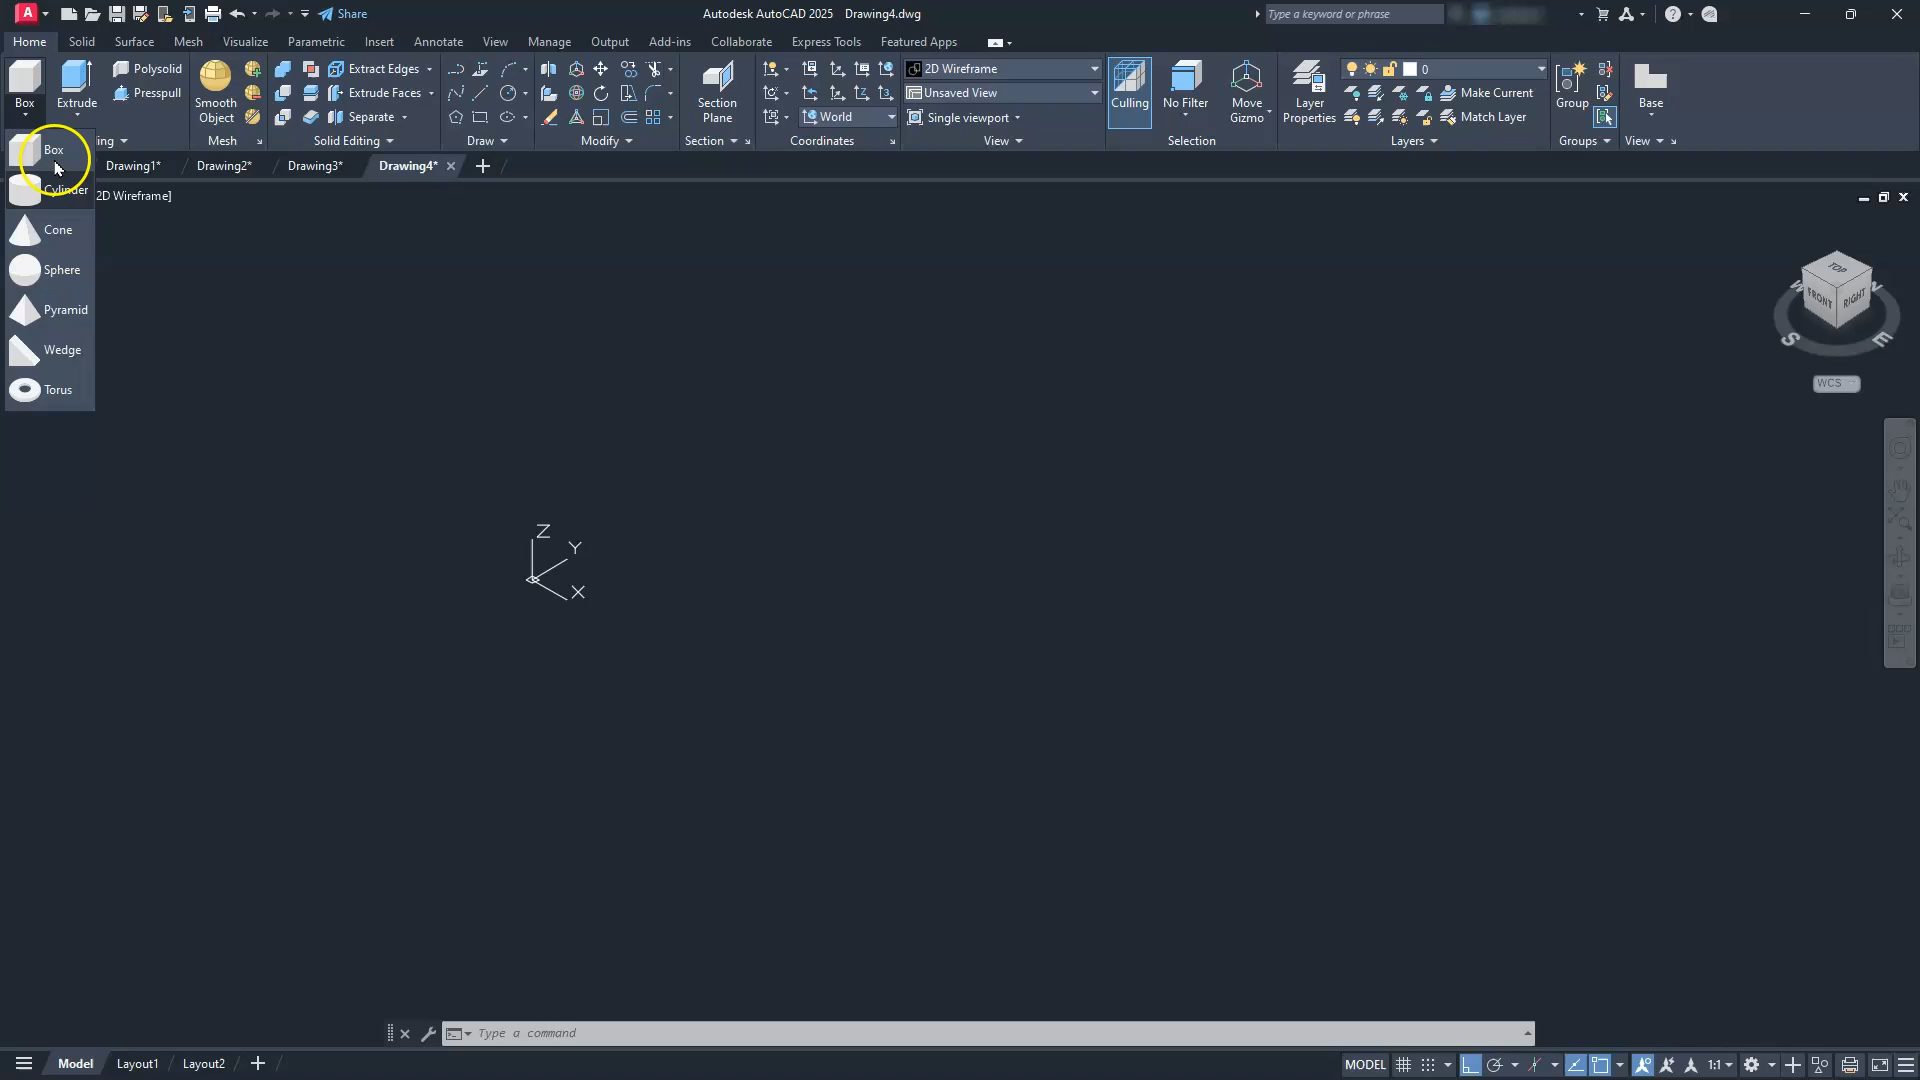 A Share Autodesk AutoCAD 2025 Drawing4.dwg Type a keyword or phrase
Home Solid Surface Mesh Visualize Parametric Insert Annotate View Manage Output Add-ins Collaborate Express Tools Featured Apps
Polysolid Extract Edges 2D Wireframe 0
Presspull Extrude Faces Unsaved View Make Current
Box Extrude Smooth Object Section Plane Culling No Filter Move Gizmo Layer Properties Group Base
Separate World Single viewport Match Layer
ing Mesh Solid Editing Draw Modify Section Coordinates View Selection Layers Groups View
Box
Drawing1* Drawing2* Drawing3* Drawing4*
Cylinder 2D Wireframe]
Cone
Sphere
Pyramid
Wedge
Torus
TOP
FRONT RIGHT
W N
S E
WCS
Z
Y
X
Type a command
Model Layout1 Layout2 MODEL 1:1